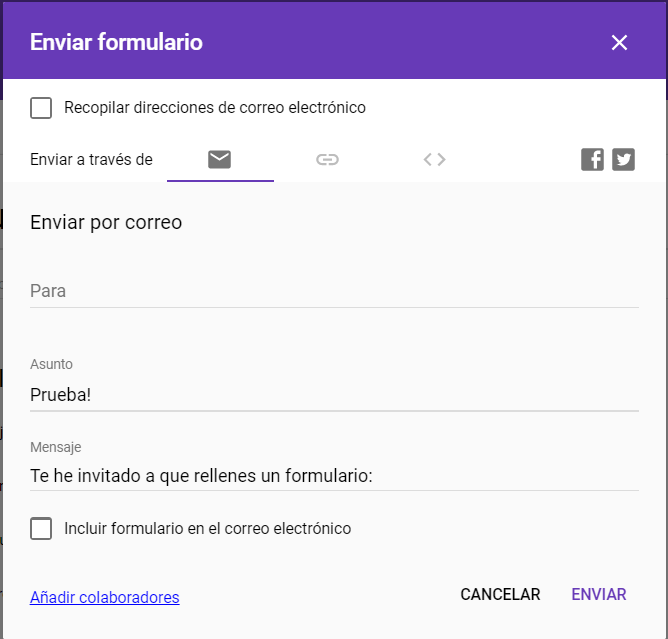 Enviar formulario
Recopilar direcciones de correo electrónico
Enviar a través de
Enviar por correo
Para
Asunto
Prueba!
Mensaje
Te he invitado a que rellenes un formulario:
Incluir formulario en el correo electrónico
Añadir colaboradores
CANCELAR
ENVIAR